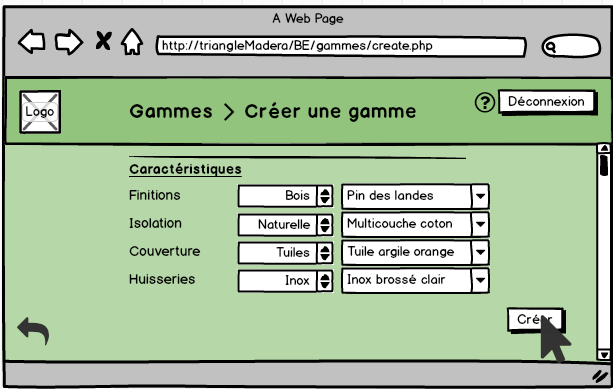 A Web Page
http://triangleMadera/BE/gammes/create.php
Logo
Gammes > Créer une gamme
? Déconnexion
Caractéristiques
Finitions Bois Pin des landes
Isolation Naturelle Multicouche coton
Couverture Tuiles Tuile argile orange
Huisseries Inox Inox brossé clair
Créer